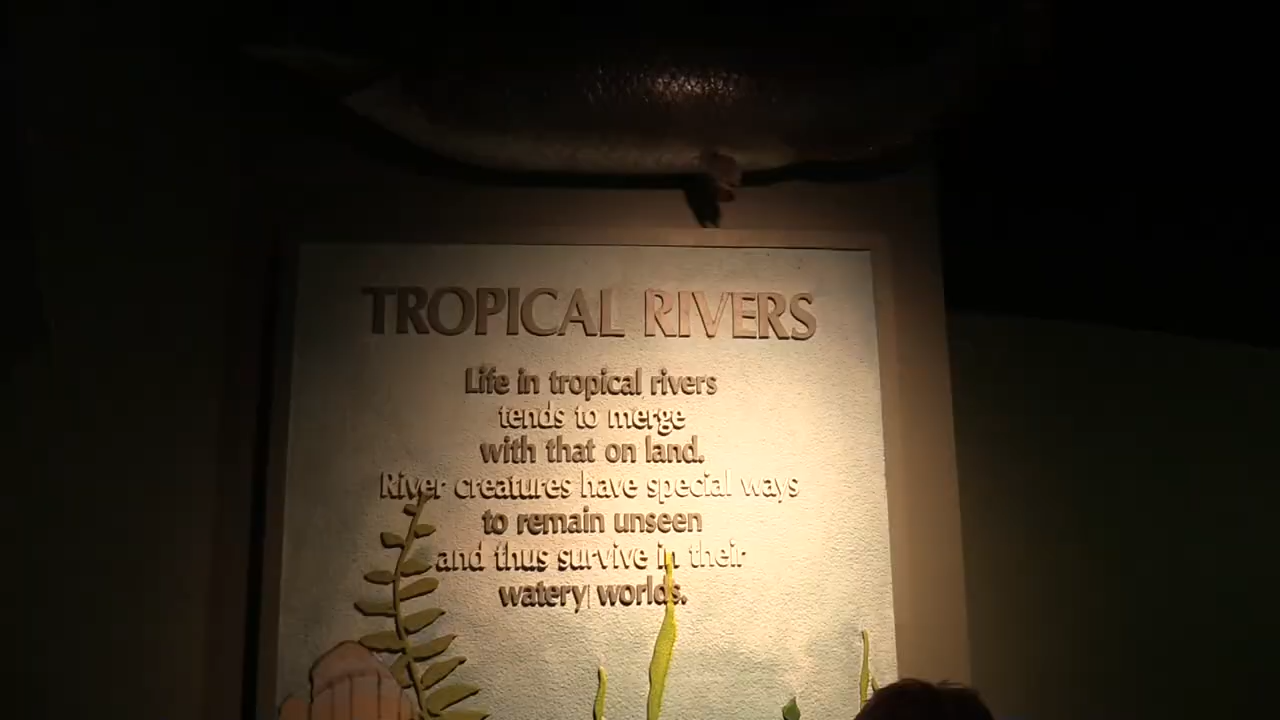 TROPICAL RIVERS
Life in tropical rivers
tends to merge
with that on land.
River creatures have special ways
to remain unseen
and thus survive in their
watery worlds.